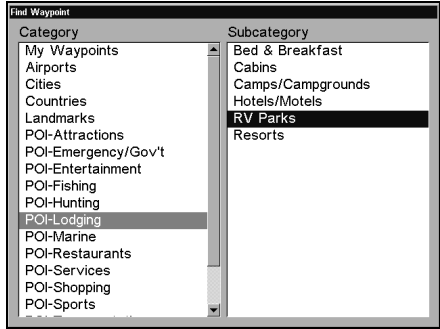 Find Waypoint
Category
My Waypoints
Airports
Cities
Countries
Landmarks
POI-Attractions
POI-Emergency/Gov't
POI-Entertainment
POI-Fishing
POI-Hunting
POI-Lodging
POI-Marine
POI-Restaurants
POI-Services
POI-Shopping
POI-Sports
Subcategory
Bed & Breakfast
Cabins
Camps/Campgrounds
Hotels/Motels
RV Parks
Resorts